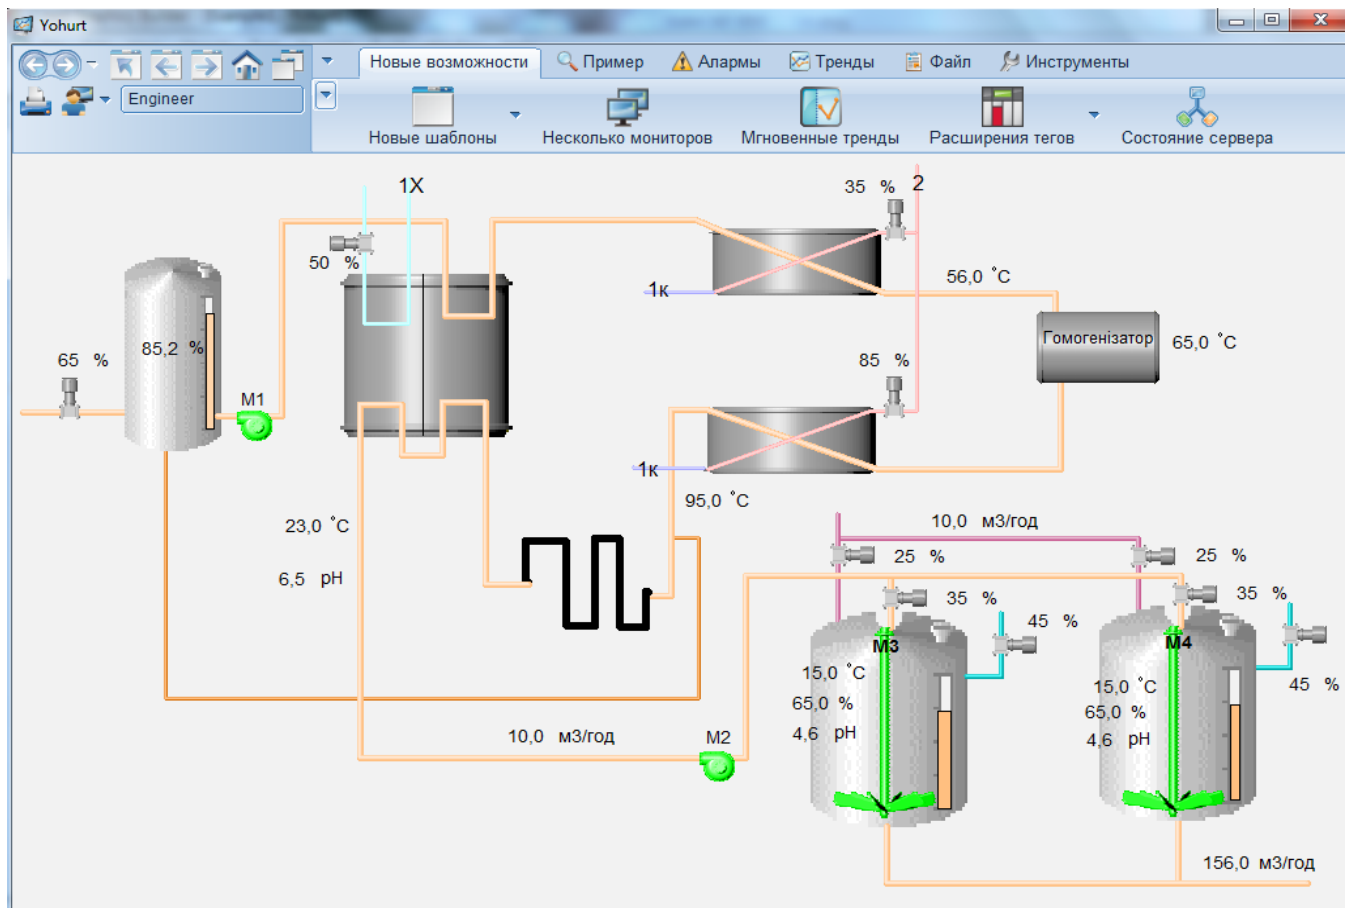 Yohurt
Новые возможности
Пример
Алармы
Тренды
Файл
Инструменты
Engineer
Новые шаблоны
Несколько мониторов
Мгновенные тренды
Расширения тегов
Состояние сервера
1X
35 %
2
50 %
1к
56,0 °C
85,2 %
65 %
Гомогенізатор
65,0 °C
85 %
M1
1к
95,0 °C
23,0 °C
10,0 м3/год
25 %
25 %
6,5 pH
35 %
35 %
45 %
M3
M4
15,0 °C
15,0 °C
45 %
65,0 %
65,0 %
4,6 pH
4,6 pH
10,0 м3/год
M2
156,0 м3/год